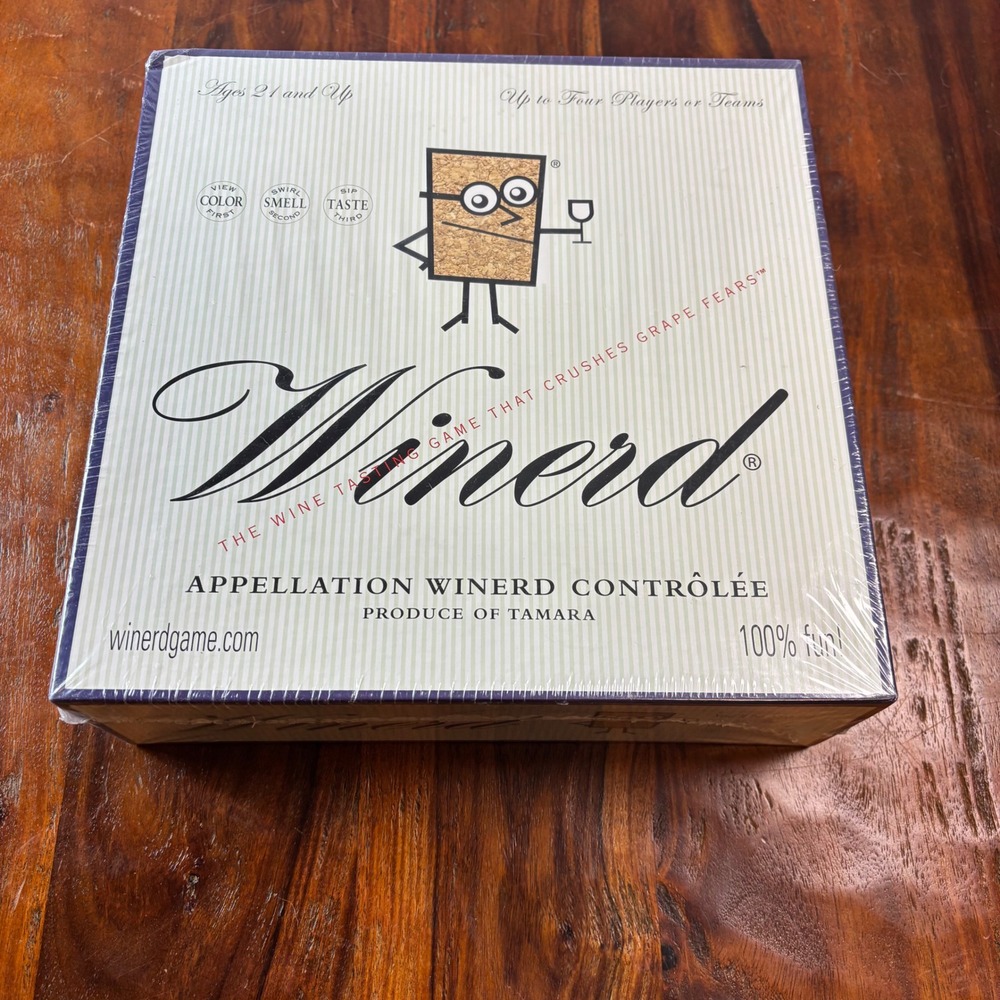 Ages 21 and Up
Up to Four Players or Teams
®
VIEW
COLOR
FIRST
SWIRL
SMELL
SECOND
SIP
TASTE
THIRD
THE WINE TASTING GAME THAT CRUSHES GRAPE FEARS™
Winerd®
APPELLATION WINERD CONTRÔLÉE
PRODUCE OF TAMARA
winerdgame.com
100% fun!
Winerd